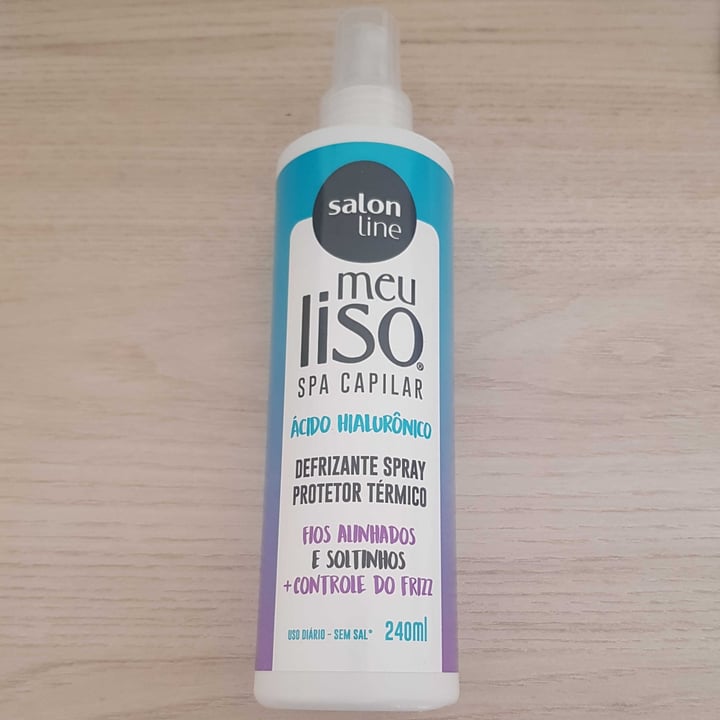 salon
line
meu
liso®
SPA CAPILAR
ÁCIDO HIALURÔNICO
DEFRIZANTE SPRAY
PROTETOR TÉRMICO
FIOS ALINHADOS
E SOLTINHOS
+ CONTROLE DO FRIZZ
USO DIÁRIO - SEM SAL* 240ml